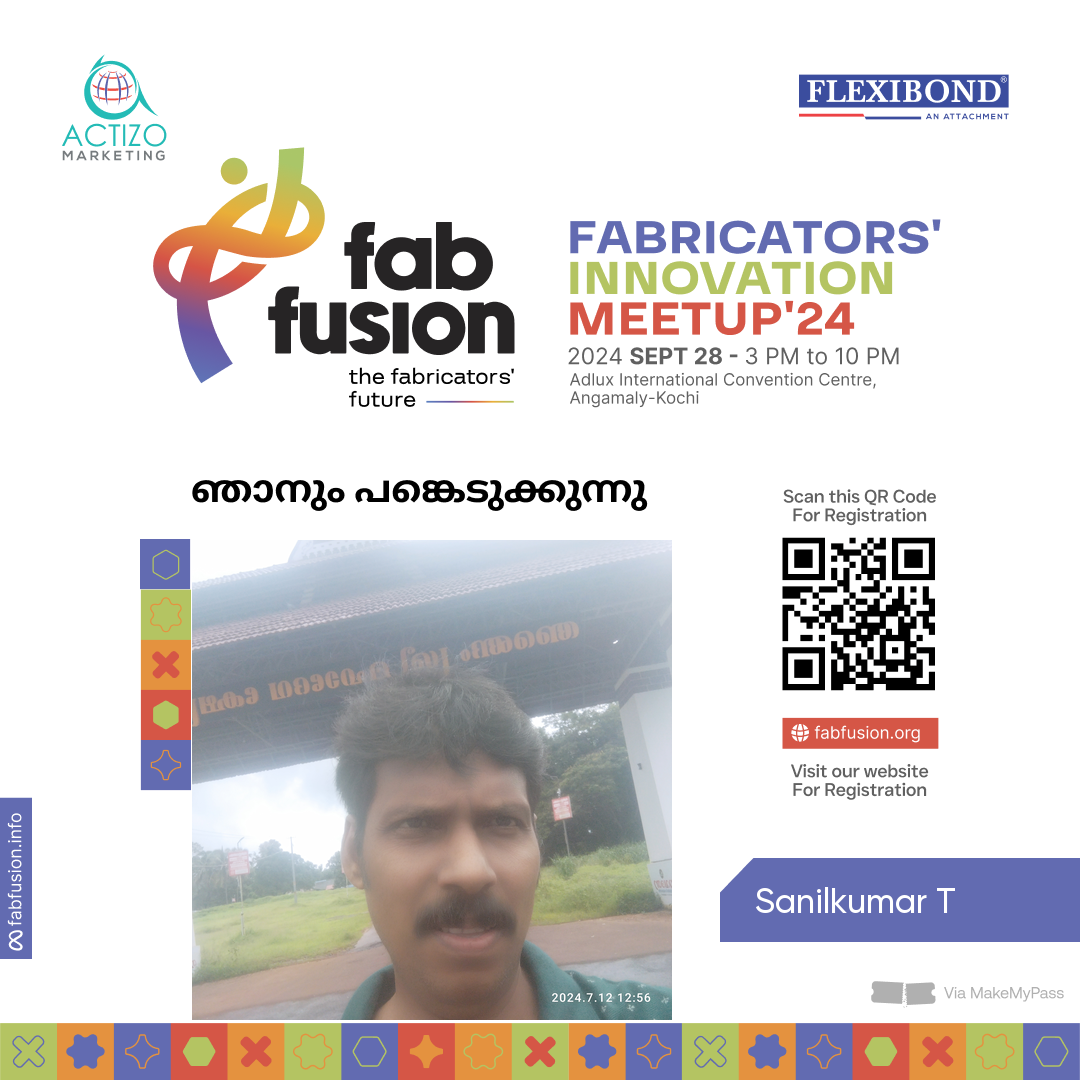 ACTIZO
MARKETING
FLEXIBOND®
AN ATTACHMENT
fab
fusion
the fabricators'
future
FABRICATORS'
INNOVATION
MEETUP'24
2024 SEPT 28 - 3 PM to 10 PM
Adlux International Convention Centre,
Angamaly-Kochi
ഞാനും പങ്കെടുക്കുന്നു
Scan this QR Code
For Registration
fabfusion.org
Visit our website
For Registration
fabfusion.info
Sanilkumar T
2024.7.12 12:56
Via MakeMyPass